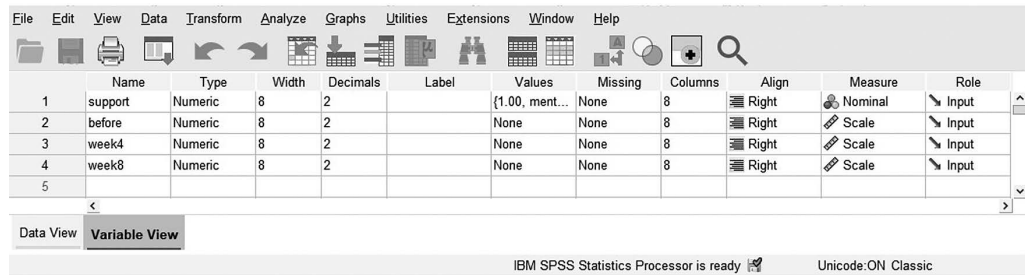 File Edit View Data Transform Analyze Graphs Utilities Extensions Window Help
Name Type Width Decimals Label Values Missing Columns Align Measure Role
1 support Numeric 8 2 {1.00, ment... None 8 Right Nominal Input
2 before Numeric 8 2 None None 8 Right Scale Input
3 week4 Numeric 8 2 None None 8 Right Scale Input
4 week8 Numeric 8 2 None None 8 Right Scale Input
5
Data View Variable View
IBM SPSS Statistics Processor is ready Unicode:ON Classic